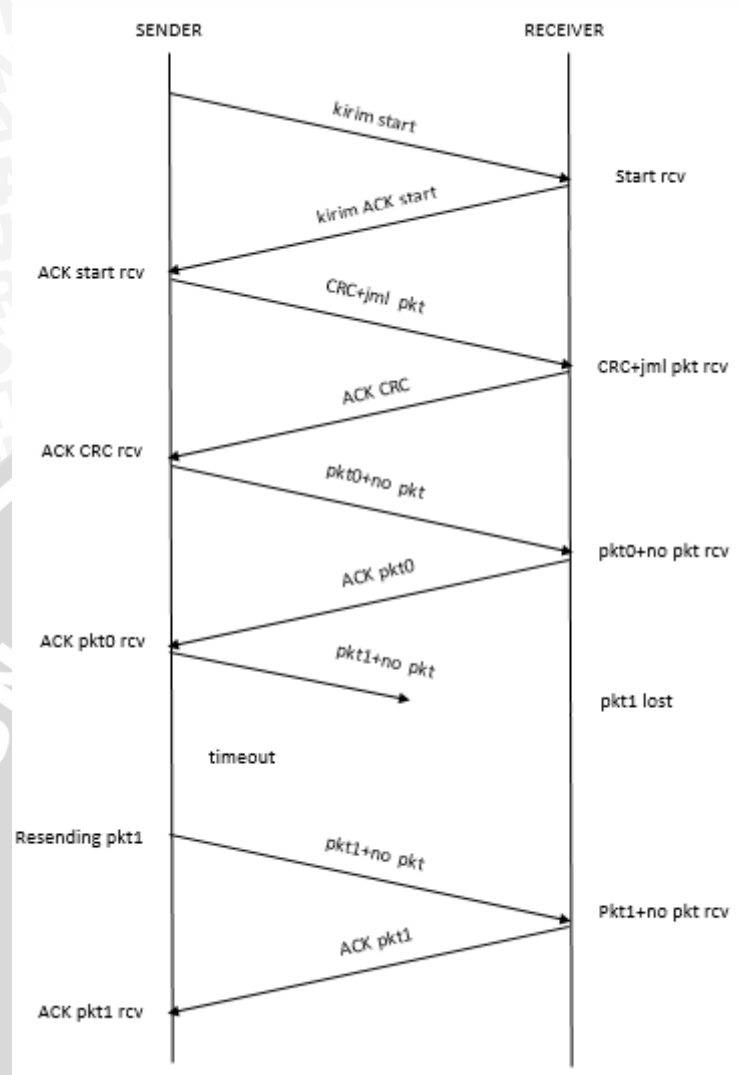 SENDER
RECEIVER
kirim start
Start rcv
kirim ACK start
ACK start rcv
CRC+jml pkt
CRC+jml pkt rcv
ACK CRC
ACK CRC rcv
pkt0+no pkt
pkt0+no pkt rcv
ACK pkt0
ACK pkt0 rcv
pkt1+no pkt
pkt1 lost
timeout
Resending pkt1
pkt1+no pkt
Pkt1+no pkt rcv
ACK pkt1
ACK pkt1 rcv